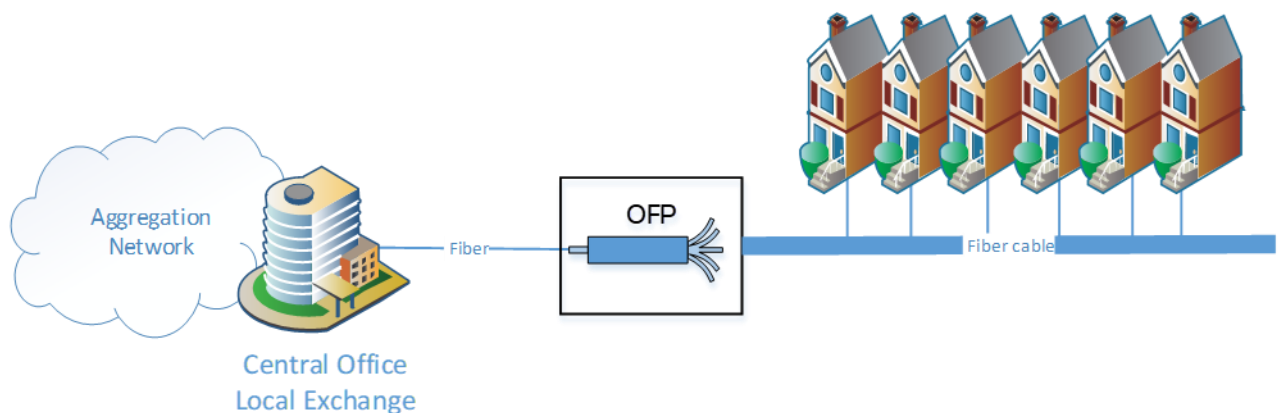 Aggregation
Network
Fiber
OFP
Fiber cable
Central Office
Local Exchange